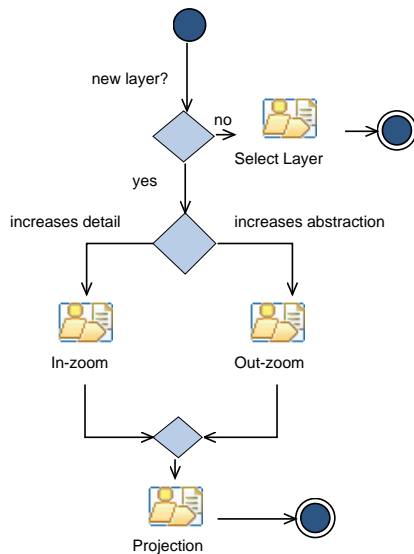 new layer?
no
Select Layer
yes
increases detail
increases abstraction
In-zoom
Out-zoom
Projection